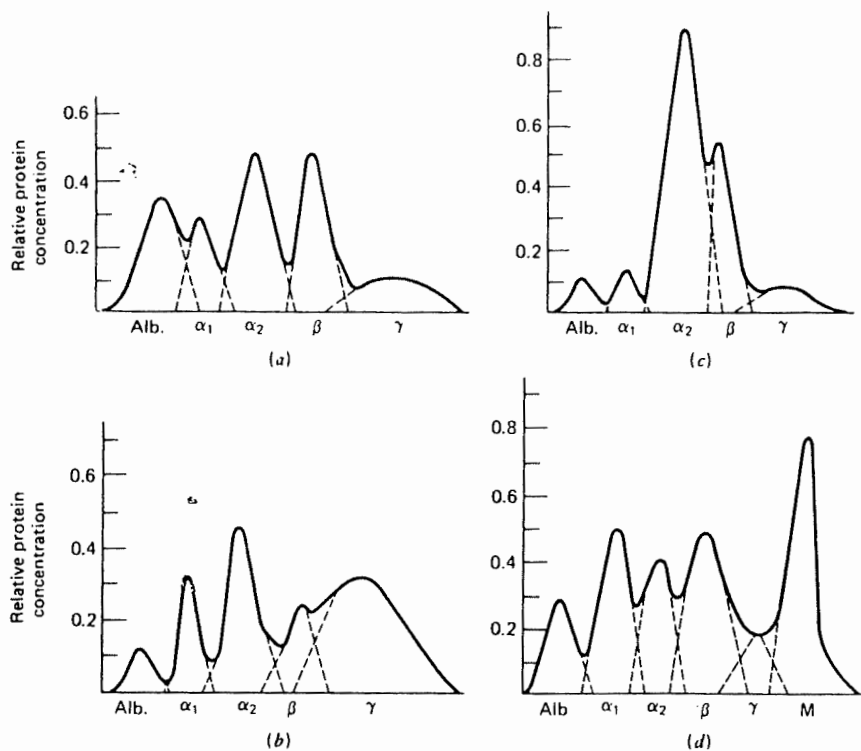 Relative protein
concentration
0.6
0.4
0.2
Alb. α1 α2 β γ
(a)
0.8
0.6
0.4
0.2
Alb. α1 α2 β γ
(c)
Relative protein
concentration
0.6
0.4
0.2
Alb. α1 α2 β γ
(b)
0.8
0.6
0.4
0.2
Alb α1 α2 β γ M
(d)